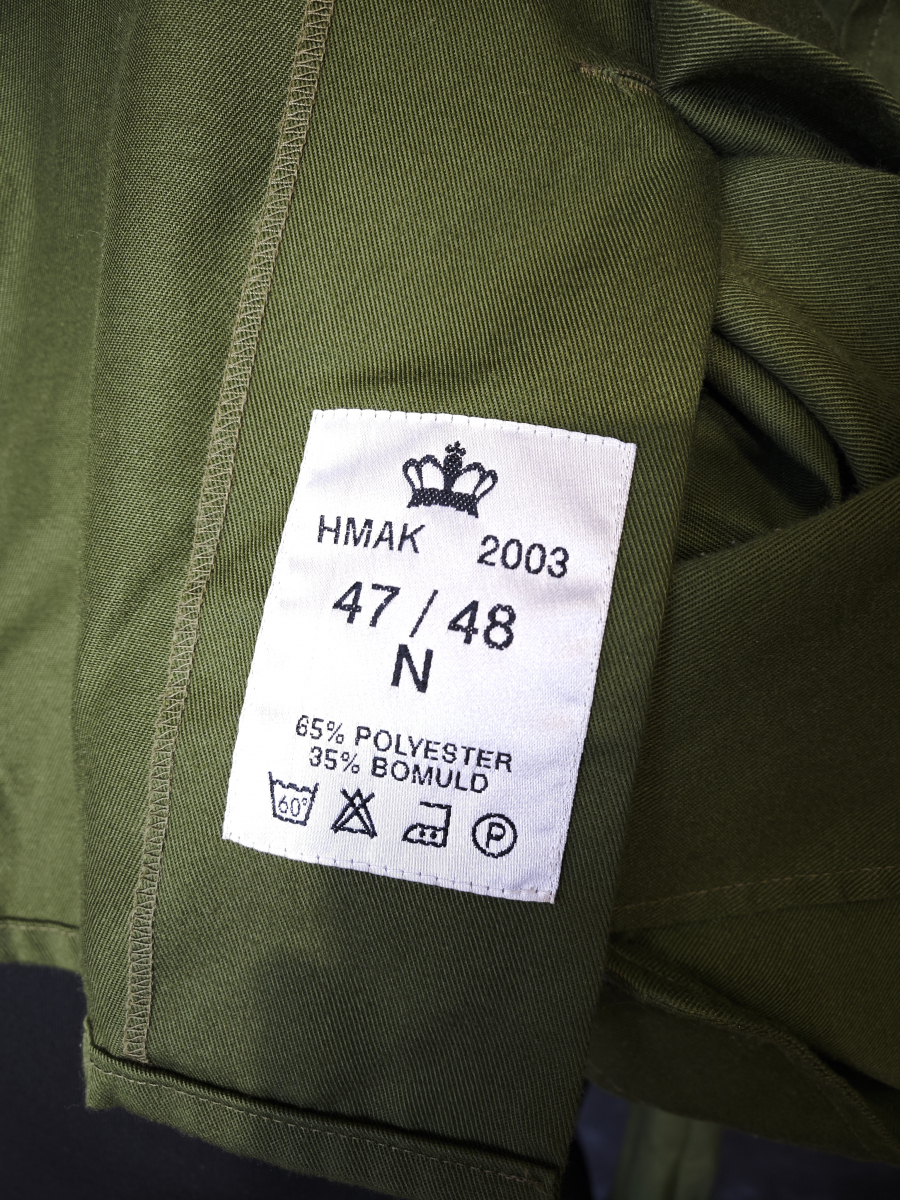 HMAK 2003
47 / 48
N
65% POLYESTER
35% BOMULD
60° P